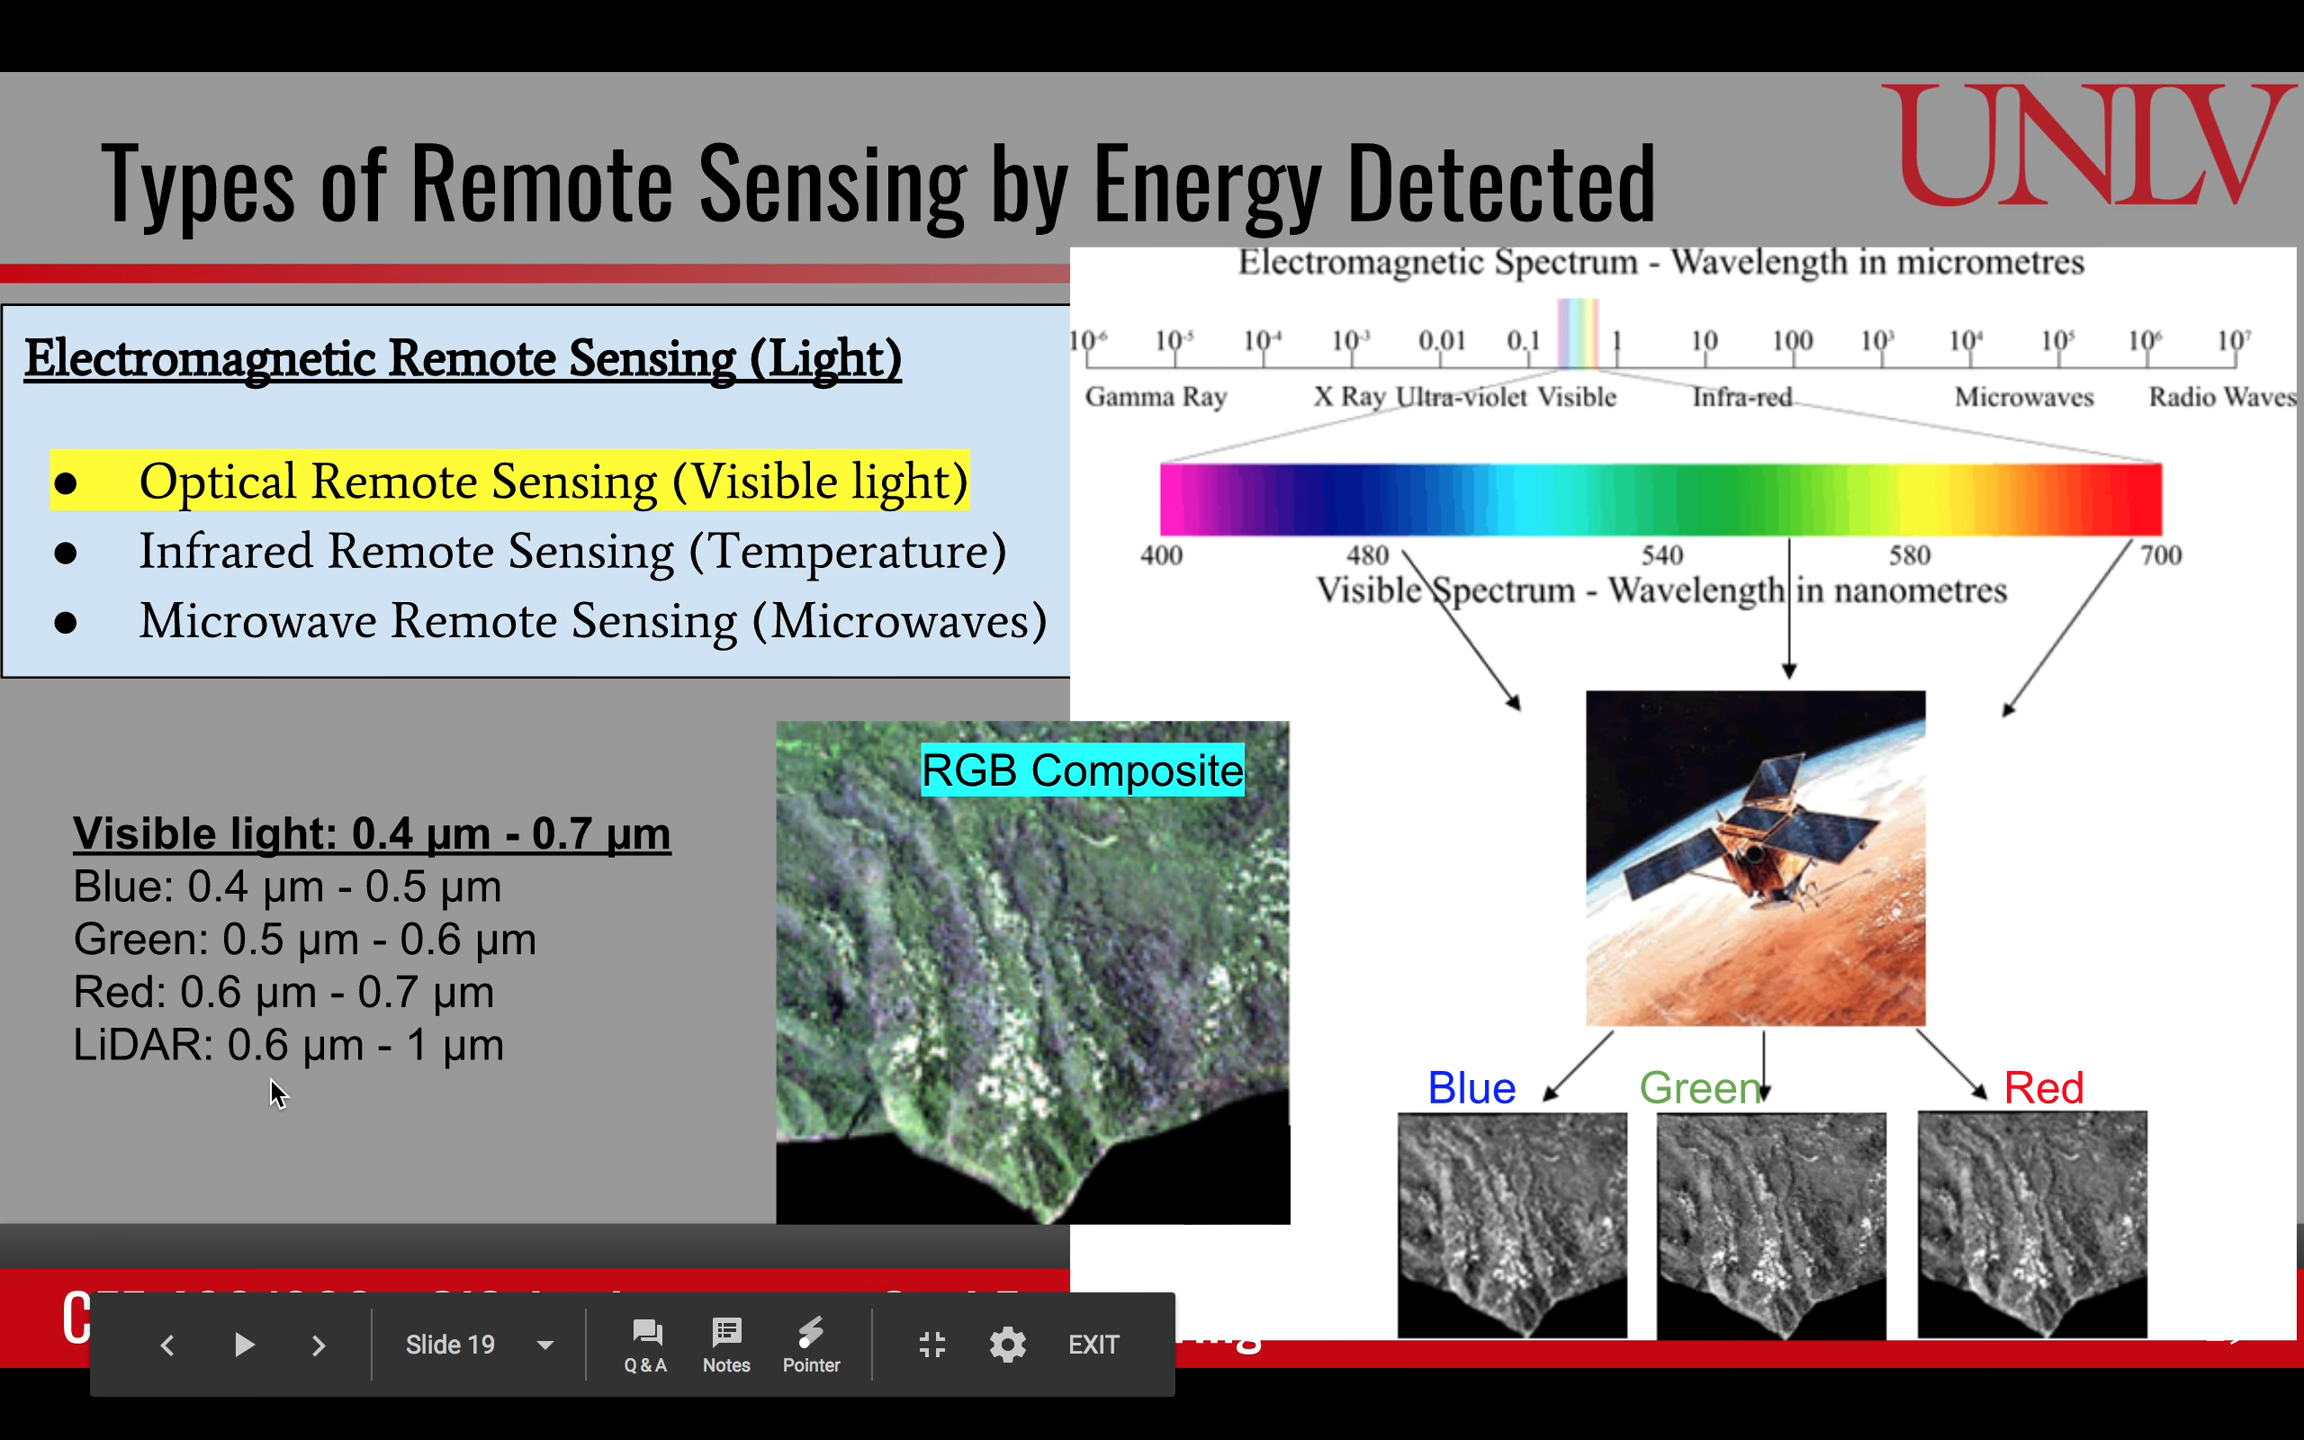 UNLV
Types of Remote Sensing by Energy Detected
Electromagnetic Remote Sensing (Light)
● Optical Remote Sensing (Visible light)
● Infrared Remote Sensing (Temperature)
● Microwave Remote Sensing (Microwaves)
Electromagnetic Spectrum - Wavelength in micrometres
10⁻⁶ 10⁻⁵ 10⁻⁴ 10⁻³ 0.01 0.1 1 10 100 10³ 10⁴ 10⁵ 10⁶ 10⁷
Gamma Ray X Ray Ultra-violet Visible Infra-red Microwaves Radio Waves
400 480 540 580 700
Visible Spectrum - Wavelength in nanometres
RGB Composite
Visible light: 0.4 µm - 0.7 µm
Blue: 0.4 µm - 0.5 µm
Green: 0.5 µm - 0.6 µm
Red: 0.6 µm - 0.7 µm
LiDAR: 0.6 µm - 1 µm
Blue Green Red
Slide 19
Q & A
Notes
Pointer
EXIT